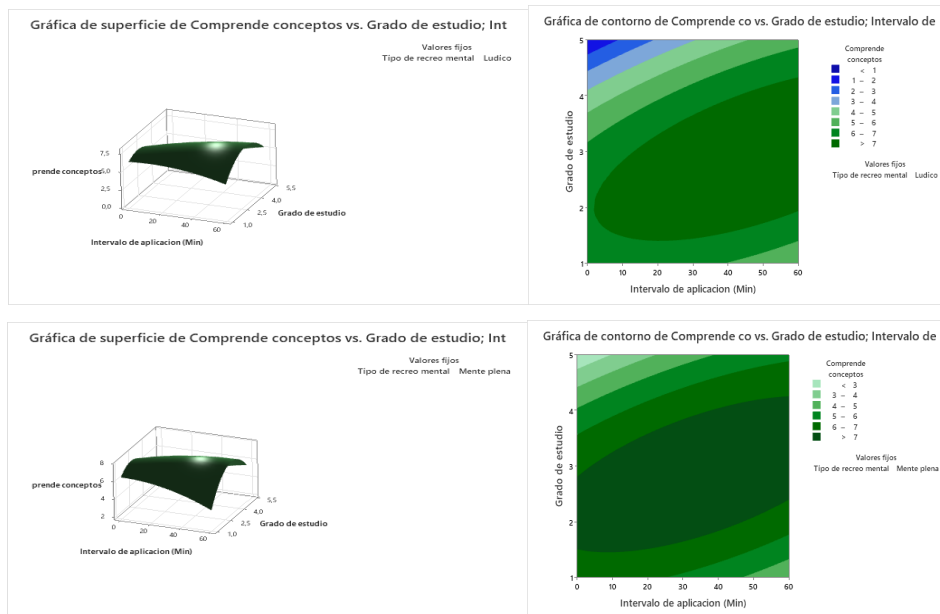 Gráfica de superficie de Comprende conceptos vs. Grado de estudio; Int
Valores fijos
Tipo de recreo mental Ludico
7,5
prende conceptos
5,0
2,5
0,0
0
20
40
60
1,0
2,5
4,0
5,5
Grado de estudio
Intervalo de aplicacion (Min)
Gráfica de contorno de Comprende co vs. Grado de estudio; Intervalo de
5
4
3
2
1
Grado de estudio
0 10 20 30 40 50 60
Intervalo de aplicacion (Min)
Comprende
conceptos
< 1
1 – 2
2 – 3
3 – 4
4 – 5
5 – 6
6 – 7
> 7
Valores fijos
Tipo de recreo mental Ludico
Gráfica de superficie de Comprende conceptos vs. Grado de estudio; Int
Valores fijos
Tipo de recreo mental Mente plena
8
prende conceptos
6
4
2
0
20
40
60
1,0
2,5
4,0
5,5
Grado de estudio
Intervalo de aplicacion (Min)
Gráfica de contorno de Comprende co vs. Grado de estudio; Intervalo de
5
4
3
2
1
Grado de estudio
0 10 20 30 40 50 60
Intervalo de aplicacion (Min)
Comprende
conceptos
< 3
3 – 4
4 – 5
5 – 6
6 – 7
> 7
Valores fijos
Tipo de recreo mental Mente plena